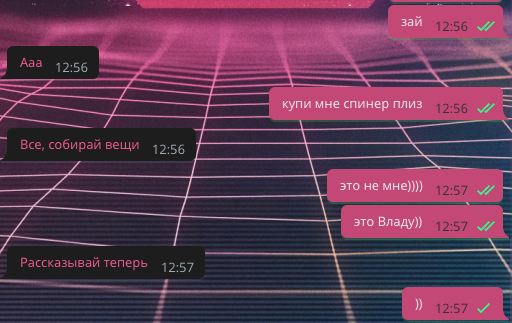 зай 12:56
Ааа 12:56
купи мне спинер плиз 12:56
Все, собирай вещи 12:56
это не мне)))) 12:57
это Владу)) 12:57
Рассказывай теперь 12:57
)) 12:57